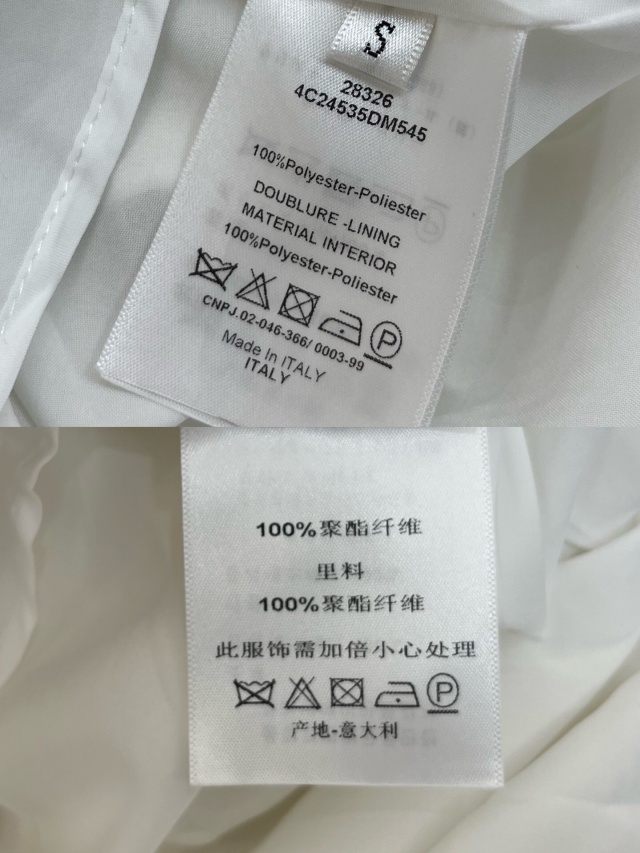 S
28326
4C24535DM545
100%Polyester-Poliester
DOUBLURE -LINING
MATERIAL INTERIOR
100%Polyester-Poliester
CNPJ.02-046-366/ 0003-99
Made In ITALY
ITALY
100%聚酯纤维
里料
100%聚酯纤维
此服饰需加倍小心处理
产地-意大利